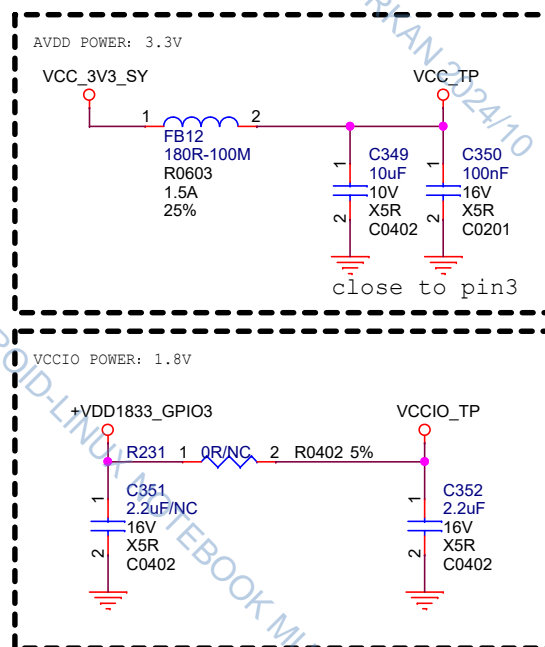 AVDD POWER: 3.3V
VCC_3V3_SY
VCC_TP
1
2
FB12
180R-100M
R0603
1.5A
25%
1
C349
10uF
10V
X5R
C0402
2
1
C350
100nF
16V
X5R
C0201
2
close to pin3
VCCIO POWER: 1.8V
+VDD1833_GPIO3
VCCIO_TP
R231 1 0R/NC 2 R0402 5%
1
C351
2.2uF/NC
16V
X5R
C0402
2
1
C352
2.2uF
16V
X5R
C0402
2
RKAN 2024/10
ROID-LINUX NOTEBOOK